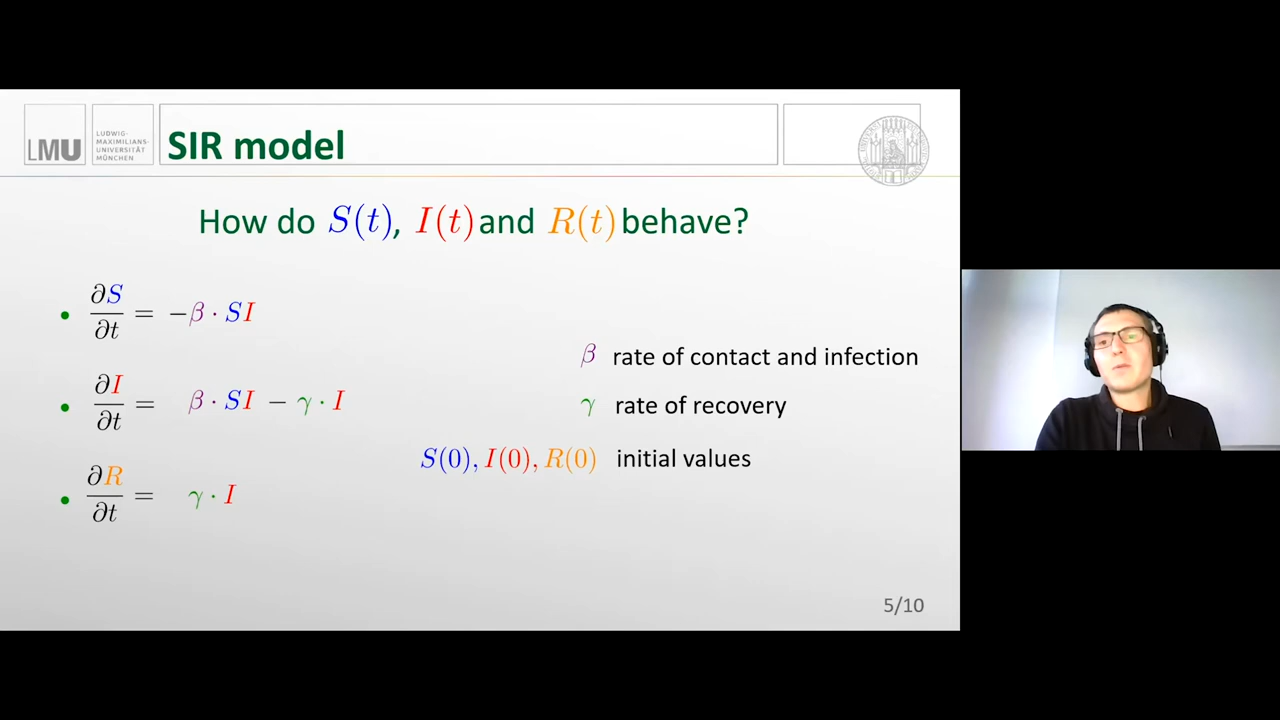 LMU
LUDWIG-
MAXIMILIANS-
UNIVERSITÄT
MÜNCHEN
SIR model
How do S(t), I(t) and R(t) behave?
• ∂S/∂t = −β · SI
• ∂I/∂t = β · SI − γ · I
• ∂R/∂t = γ · I
β rate of contact and infection
γ rate of recovery
S(0), I(0), R(0) initial values
5/10